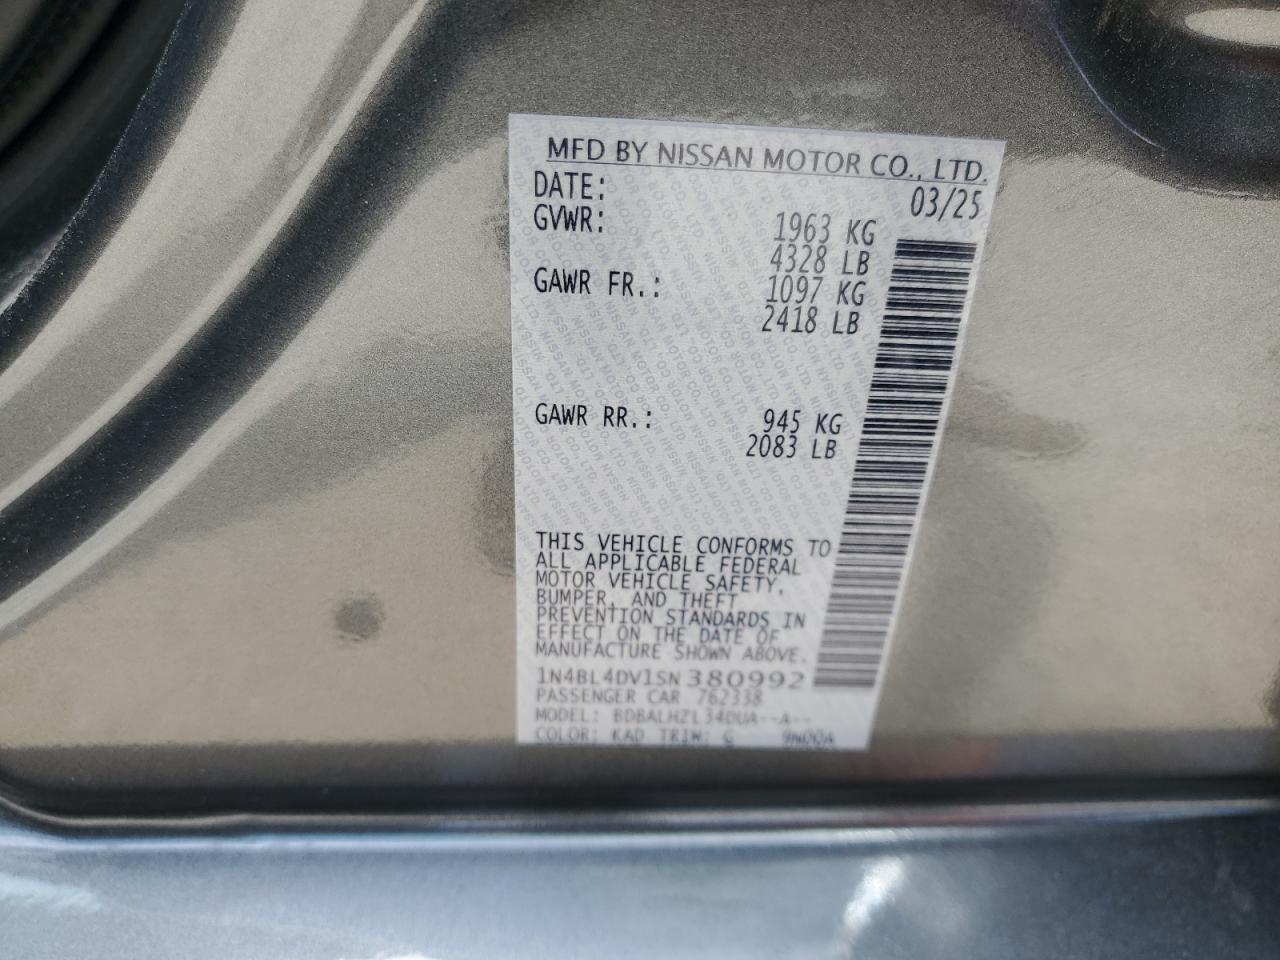 MFD BY NISSAN MOTOR CO., LTD.
DATE: 03/25
GVWR: 1963 KG
4328 LB
GAWR FR.: 1097 KG
2418 LB
GAWR RR.: 945 KG
2083 LB
THIS VEHICLE CONFORMS TO
ALL APPLICABLE FEDERAL
MOTOR VEHICLE SAFETY,
BUMPER, AND THEFT
PREVENTION STANDARDS IN
EFFECT ON THE DATE OF
MANUFACTURE SHOWN ABOVE.
1N4BL4DV1SN380992
PASSENGER CAR 762338
MODEL: BDBALHZL34DUA--A--
COLOR: KAD TRIM: G